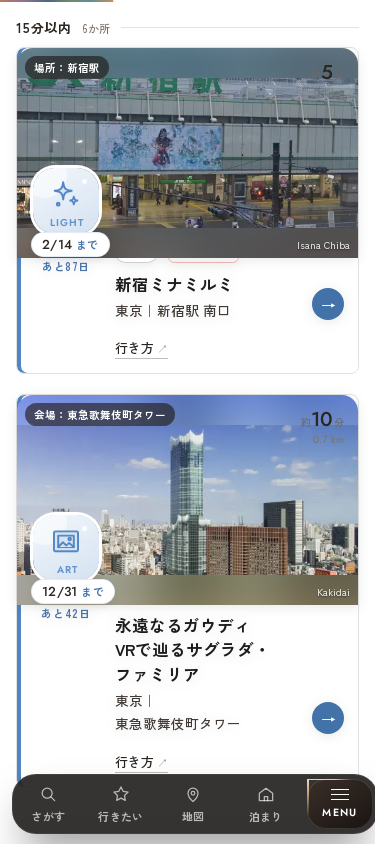 15分以内 6か所
場所：新宿駅
5
新宿駅
LIGHT
2/14 まで
Isana Chiba
あと87日
新宿ミナミルミ
東京｜新宿駅 南口
→
行き方 ↗
会場：東急歌舞伎町タワー
約10分
0.7 km
ART
12/31 まで
Kakidai
あと42日
永遠なるガウディ
VRで巡るサグラダ・
ファミリア
東京｜
東急歌舞伎町タワー
→
行き方 ↗
さがす 行きたい 地図 泊まり MENU